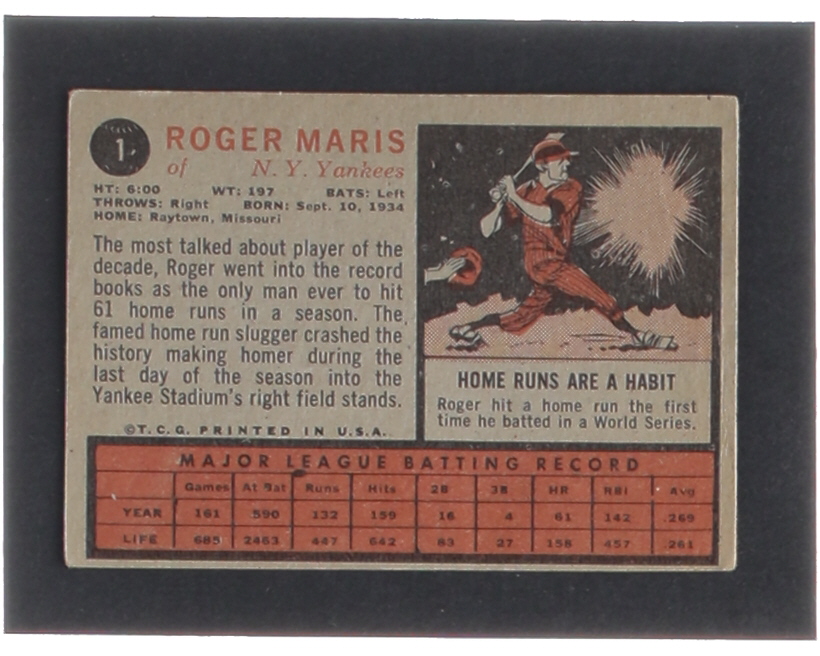 1
ROGER MARIS
of N. Y. Yankees
HT: 6:00 WT: 197 BATS: Left
THROWS: Right BORN: Sept. 10, 1934
HOME: Raytown, Missouri
The most talked about player of the
decade, Roger went into the record
books as the only man ever to hit
61 home runs in a season. The
famed home run slugger crashed the
history making homer during the
last day of the season into the
Yankee Stadium's right field stands.
©T. C. G. PRINTED IN U.S.A.
HOME RUNS ARE A HABIT
Roger hit a home run the first
time he batted in a World Series.
MAJOR LEAGUE BATTING RECORD
Games At Bat Runs Hits 2B 3B HR RBI Avg
YEAR 161 590 132 159 16 4 61 142 .269
LIFE 685 2463 447 642 83 27 158 457 .261